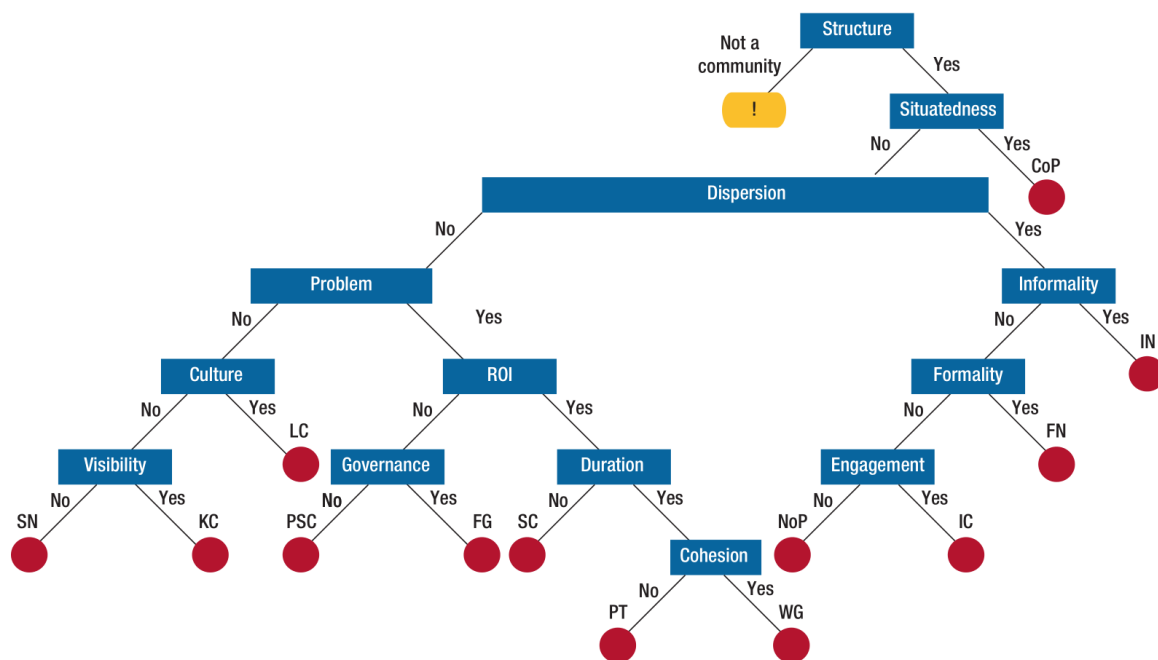 Structure
Not a
community
Yes
!
Situatedness
No
Yes
CoP
Dispersion
No
Yes
Problem
Informality
No
Yes
No
Yes
IN
Culture
ROI
Formality
No
Yes
No
Yes
No
Yes
LC
FN
Visibility
Governance
Duration
Engagement
No
Yes
No
Yes
No
Yes
No
Yes
SN
KC
PSC
FG
SC
NoP
IC
Cohesion
No
Yes
PT
WG